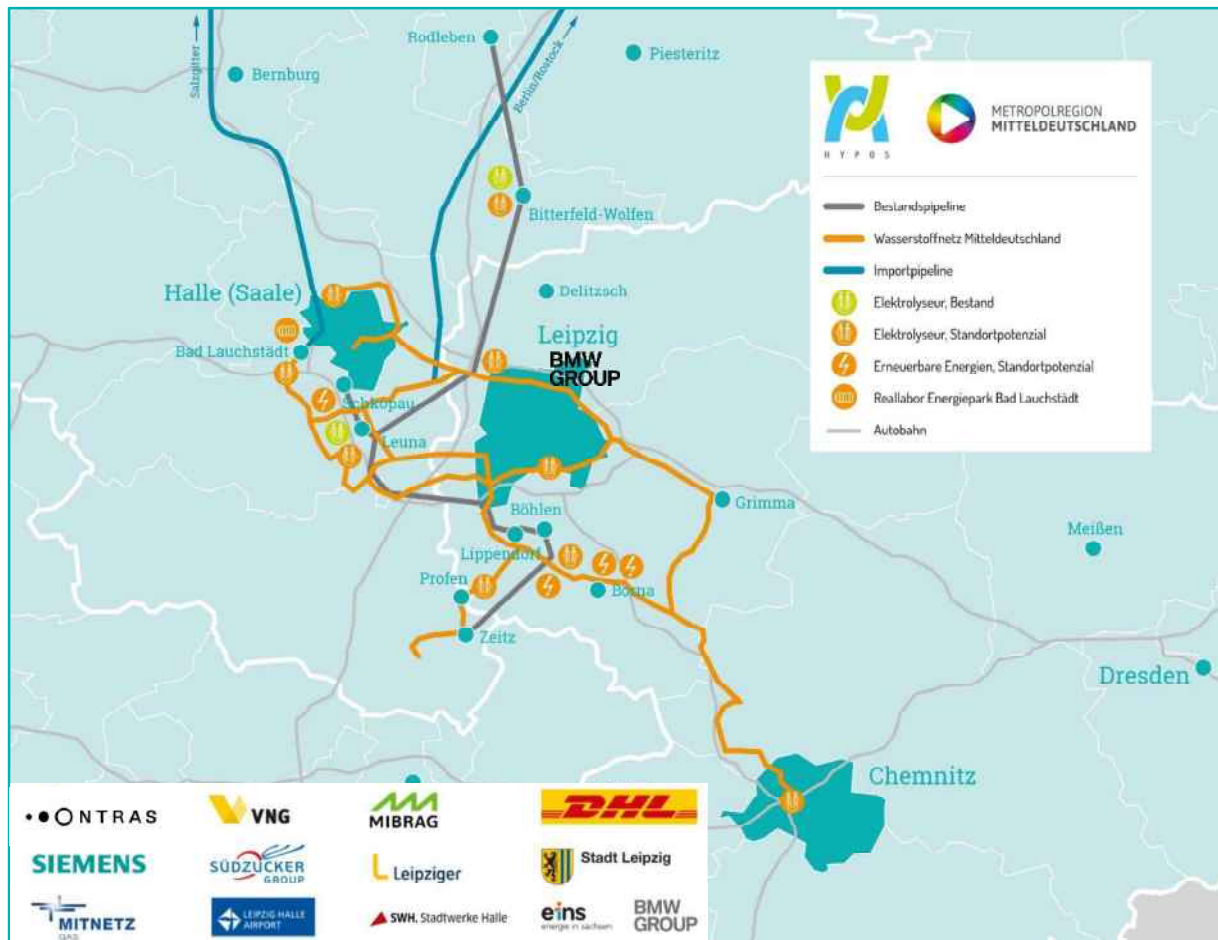 Salzgitter
Berlin/Rostock
Rodleben
Piesteritz
Bernburg
Bitterfeld-Wolfen
Delitzsch
Halle (Saale)
Leipzig
BMW
GROUP
Bad Lauchstädt
Schkopau
Leuna
Grimma
Böhlen
Lippendorf
Meißen
Profen
Borna
Zeitz
Dresden
Chemnitz
HYPOS
METROPOLREGION
MITTELDEUTSCHLAND
Bestandspipeline
Wasserstoffnetz Mitteldeutschland
Importpipeline
Elektrolyseur, Bestand
Elektrolyseur, Standortpotenzial
Erneuerbare Energien, Standortpotenzial
Reallabor Energiepark Bad Lauchstädt
Autobahn
ONTRAS
VNG
MIBRAG
DHL
SIEMENS
SÜDZUCKER
GROUP
Leipziger
Stadt Leipzig
MITNETZ
GAS
LEIPZIG HALLE
AIRPORT
SWH. Stadtwerke Halle
eins
energie in sachsen
BMW
GROUP